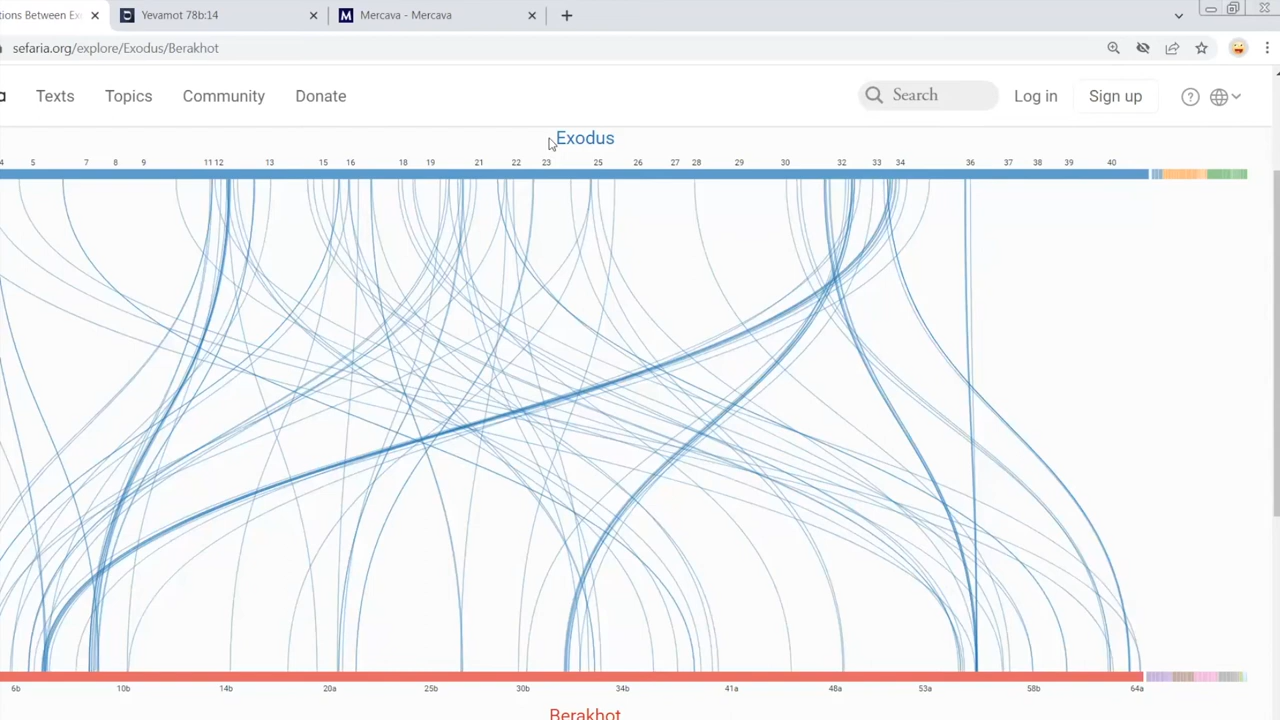 tions Between Ex
Yevamot 78b:14
Mercava - Mercava
sefaria.org/explore/Exodus/Berakhot
a Texts Topics Community Donate Search Log in Sign up
Exodus
4 5 7 8 9 11 12 13 15 16 18 19 21 22 23 25 26 27 28 29 30 32 33 34 36 37 38 39 40
6b 10b 14b 20a 25b 30b 34b 41a 48a 53a 58b 64a
Berakhot